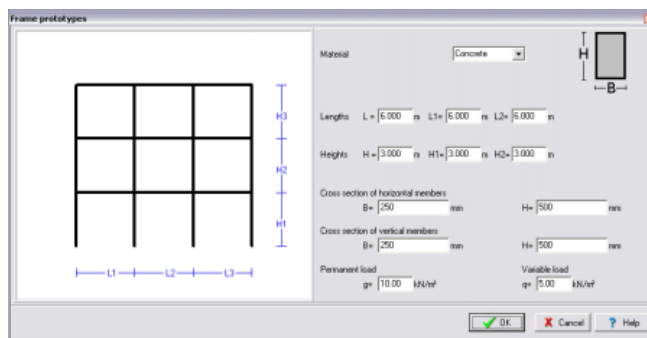 Frame prototypes
Material Concrete
H
B
Lengths L = 6.000 m L1= 6.000 m L2= 6.000 m
Heights H = 3.000 m H1= 3.000 m H2= 3.000 m
Cross section of horizontal members
B= 250 mm H= 500 mm
Cross section of vertical members
B= 250 mm H= 500 mm
Permanent load Variable load
g= 10.00 kN/m² q= 5.00 kN/m²
H3
H2
H1
L1 L2 L3
OK Cancel ? Help